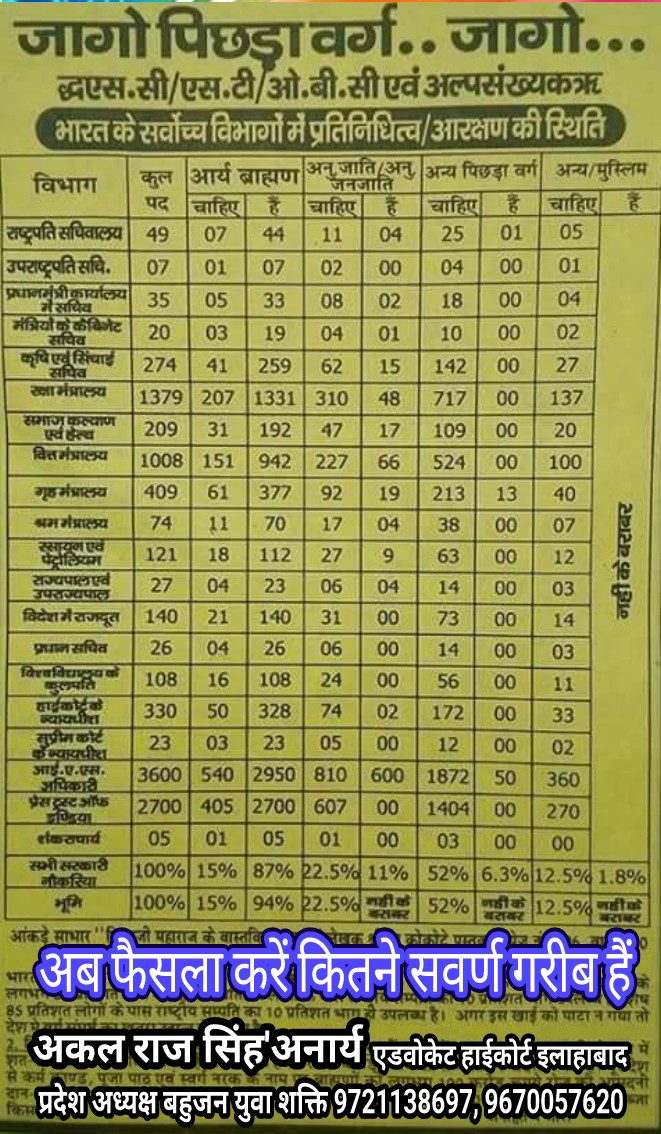 जागो पिछड़ा वर्ग.. जागो...
द्धएस.सी/एस.टी/ओ.बी.सी एवं अल्पसंख्यकऋ
भारत के सर्वोच्च विभागों में प्रतिनिधित्व/आरक्षण की स्थिति
विभाग कुल पद आर्य ब्राह्मण अनु.जाति/अनु. जनजाति अन्य पिछड़ा वर्ग अन्य/मुस्लिम
चाहिए हैं चाहिए हैं चाहिए हैं चाहिए हैं
राष्ट्रपति सचिवालय 49 07 44 11 04 25 01 05
उपराष्ट्रपति सचि. 07 01 07 02 00 04 00 01
प्रधानमंत्री कार्यालय में सचिव 35 05 33 08 02 18 00 04
मंत्रियों के कैबिनेट सचिव 20 03 19 04 01 10 00 02
कृषि एवं सिंचाई सचिव 274 41 259 62 15 142 00 27
रक्षा मंत्रालय 1379 207 1331 310 48 717 00 137
समाज कल्याण एवं हेल्थ 209 31 192 47 17 109 00 20
वित्त मंत्रालय 1008 151 942 227 66 524 00 100
गृह मंत्रालय 409 61 377 92 19 213 13 40
श्रम मंत्रालय 74 11 70 17 04 38 00 07
रसायन एवं पेट्रोलियम 121 18 112 27 9 63 00 12
राज्यपाल एवं उपराज्यपाल 27 04 23 06 04 14 00 03
विदेश में राजदूत 140 21 140 31 00 73 00 14
प्रधान सचिव 26 04 26 06 00 14 00 03
विश्वविद्यालय के कुलपति 108 16 108 24 00 56 00 11
हाईकोर्ट के न्यायधीश 330 50 328 74 02 172 00 33
सुप्रीम कोर्ट के न्यायधीश 23 03 23 05 00 12 00 02
आई.ए.एस. अधिकारी 3600 540 2950 810 600 1872 50 360
प्रेस ट्रस्ट ऑफ इण्डिया 2700 405 2700 607 00 1404 00 270
शंकराचार्य 05 01 05 01 00 03 00 00
नही के बराबर
सभी सरकारी नौकरिया 100% 15% 87% 22.5% 11% 52% 6.3% 12.5% 1.8%
भूमि 100% 15% 94% 22.5% नही के बराबर 52% नही के बराबर 12.5% नही के बराबर
आंकडे साभार
अब फैसला करें कितने सवर्ण गरीब हैं
85 प्रतिशत लोगों के पास राष्ट्रीय सम्पति का 10 प्रतिशत भाग ही उपलब्ध है। अगर इस खाई को पाटा न गया तो
अकल राज सिंह'अनार्य एडवोकेट हाईकोर्ट इलाहाबाद
प्रदेश अध्यक्ष बहुजन युवा शक्ति 9721138697, 9670057620